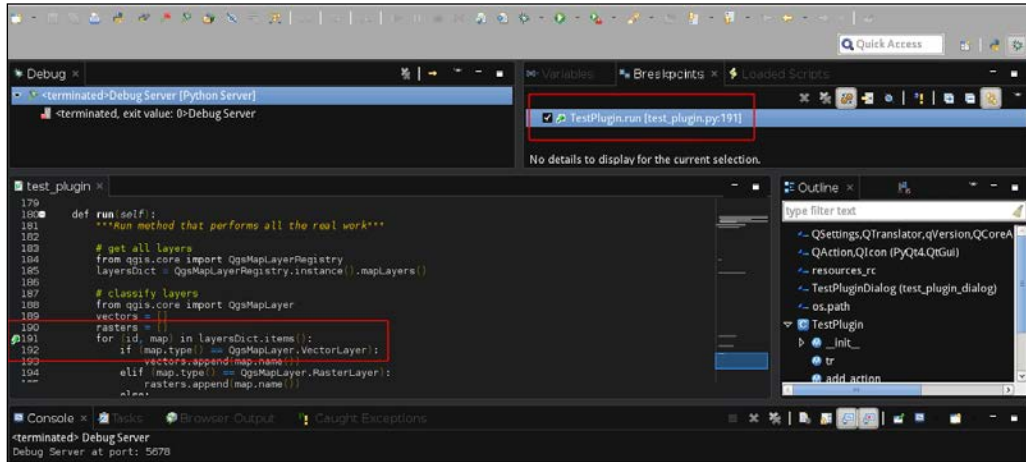 Quick Access
Debug
<terminated>Debug Server [Python Server]
<terminated, exit value: 0>Debug Server
Variables
Breakpoints
Loaded Scripts
TestPlugin.run [test_plugin.py:191]
No details to display for the current selection.
test_plugin
179
180 def run(self):
181 """Run method that performs all the real work"""
182
183 # get all layers
184 from qgis.core import QgsMapLayerRegistry
185 layersDict = QgsMapLayerRegistry.instance().mapLayers()
186
187 # classify layers
188 from qgis.core import QgsMapLayer
189 vectors = []
190 rasters = []
191 for (id, map) in layersDict.items():
192 if (map.type() == QgsMapLayer.VectorLayer):
193 vectors.append(map.name())
194 elif (map.type() == QgsMapLayer.RasterLayer):
rasters.append(map.name())
else:
Outline
type filter text
QSettings,QTranslator,qVersion,QCoreA
QAction,QIcon (PyQt4.QtGui)
resources_rc
TestPluginDialog (test_plugin_dialog)
os.path
TestPlugin
__init__
tr
add_action
Console
Tasks
Browser Output
Caught Exceptions
<terminated> Debug Server
Debug Server at port: 5678